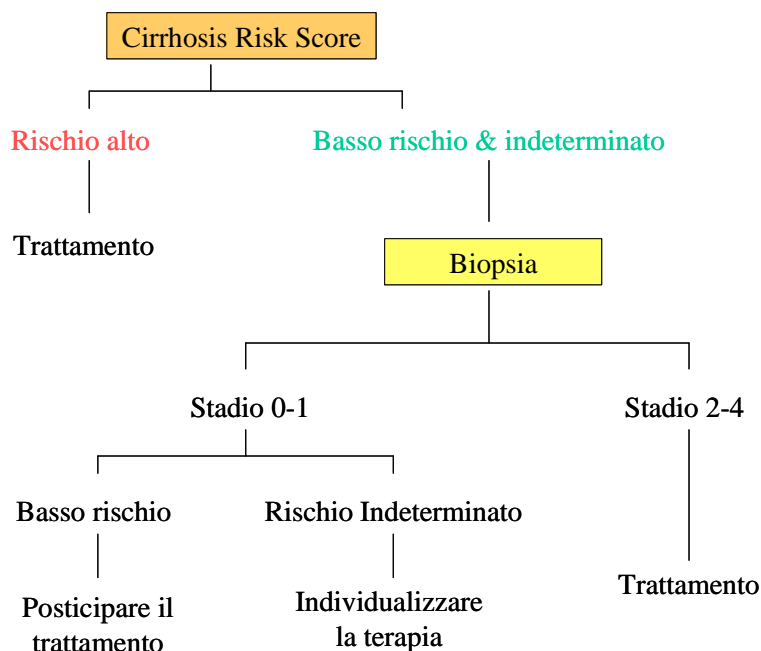 Cirrhosis Risk Score
Rischio alto
Basso rischio & indeterminato
Trattamento
Biopsia
Stadio 0-1
Stadio 2-4
Basso rischio
Rischio Indeterminato
Trattamento
Posticipare il
trattamento
Individualizzare
la terapia